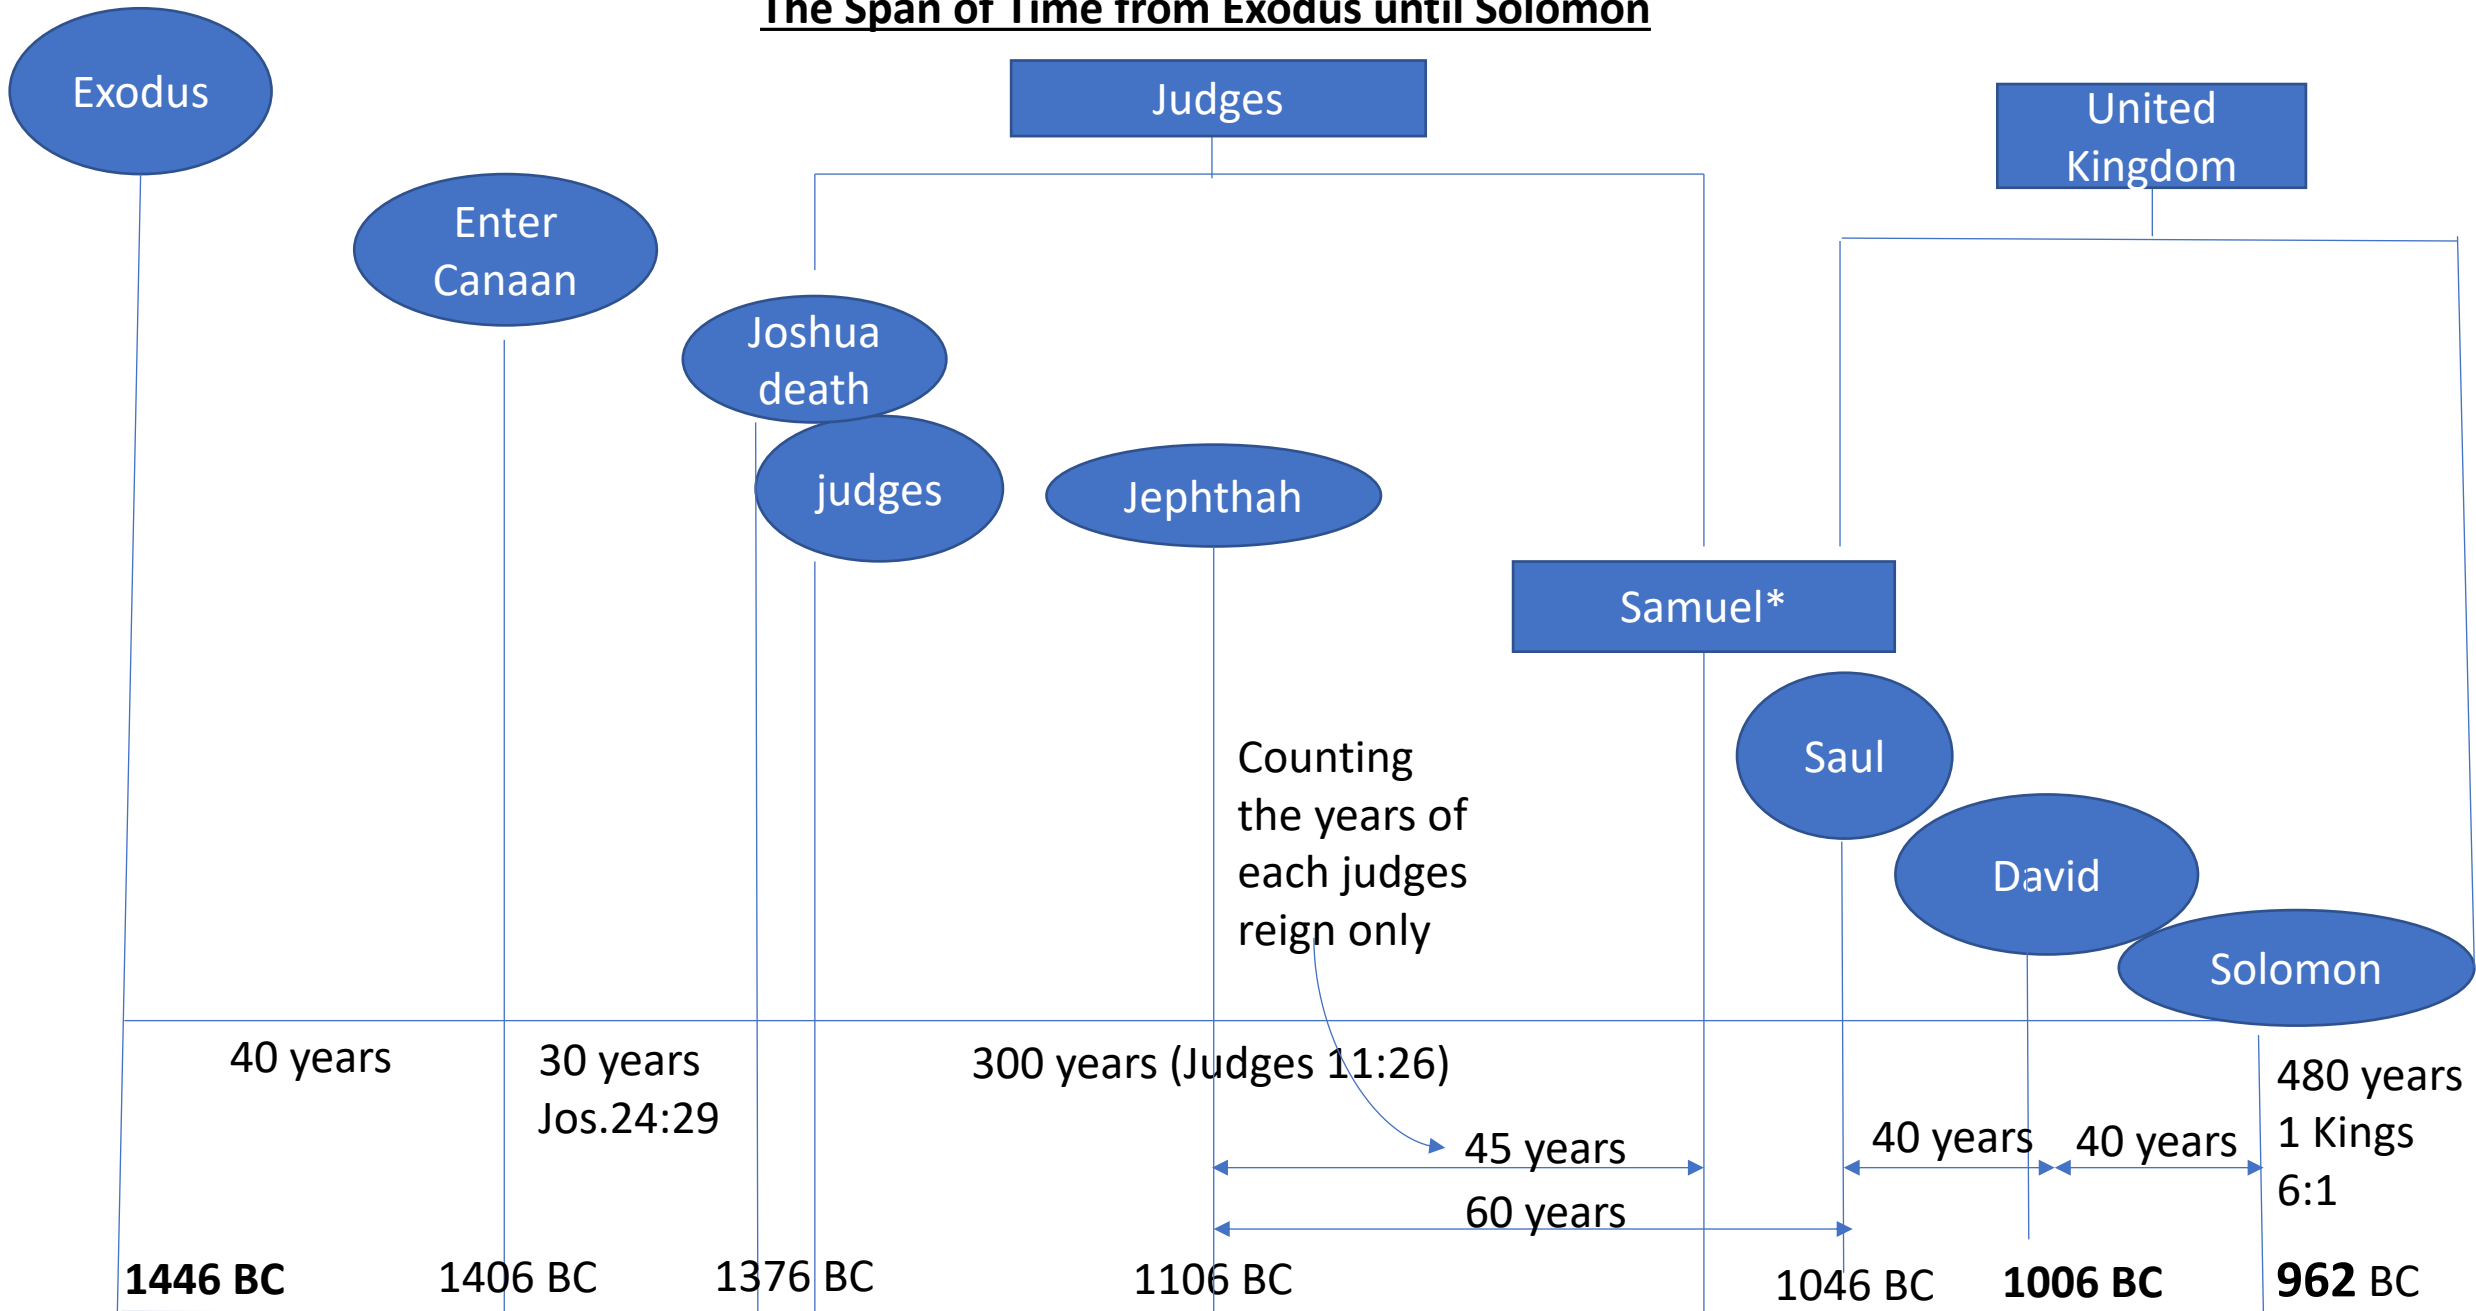 The Span of Time from Exodus until Solomon
Exodus
Judges
United
Kingdom
Enter
Canaan
Joshua
death
judges
Jephthah
Samuel*
Saul
David
Solomon
Counting
the years of
each judges
reign only
40 years
30 years
Jos.24:29
300 years (Judges 11:26)
45 years
60 years
40 years
40 years
480 years
1 Kings
6:1
1446 BC
1406 BC
1376 BC
1106 BC
1046 BC
1006 BC
962 BC